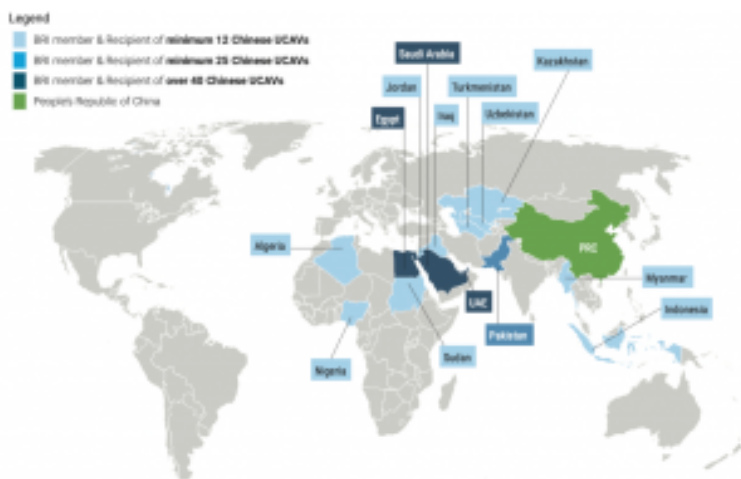 Legend
BRI member & Recipient of minimum 12 Chinese UCAVs
BRI member & Recipient of minimum 25 Chinese UCAVs
BRI member & Recipient of over 40 Chinese UCAVs
People's Republic of China
Saudi Arabia
Kazakhstan
Jordan
Turkmenistan
Egypt
Iraq
Uzbekistan
Algeria
PRC
Myanmar
UAE
Indonesia
Pakistan
Sudan
Nigeria